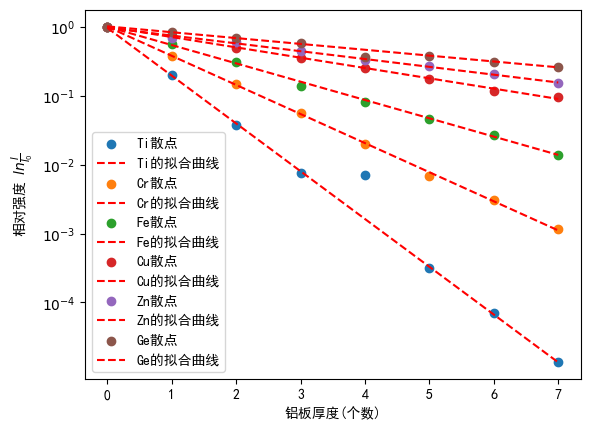 10⁰
10⁻¹
10⁻²
10⁻³
10⁻⁴
相对强度 ln I/I₀
Ti散点
Ti的拟合曲线
Cr散点
Cr的拟合曲线
Fe散点
Fe的拟合曲线
Cu散点
Cu的拟合曲线
Zn散点
Zn的拟合曲线
Ge散点
Ge的拟合曲线
0 1 2 3 4 5 6 7
铝板厚度(个数)